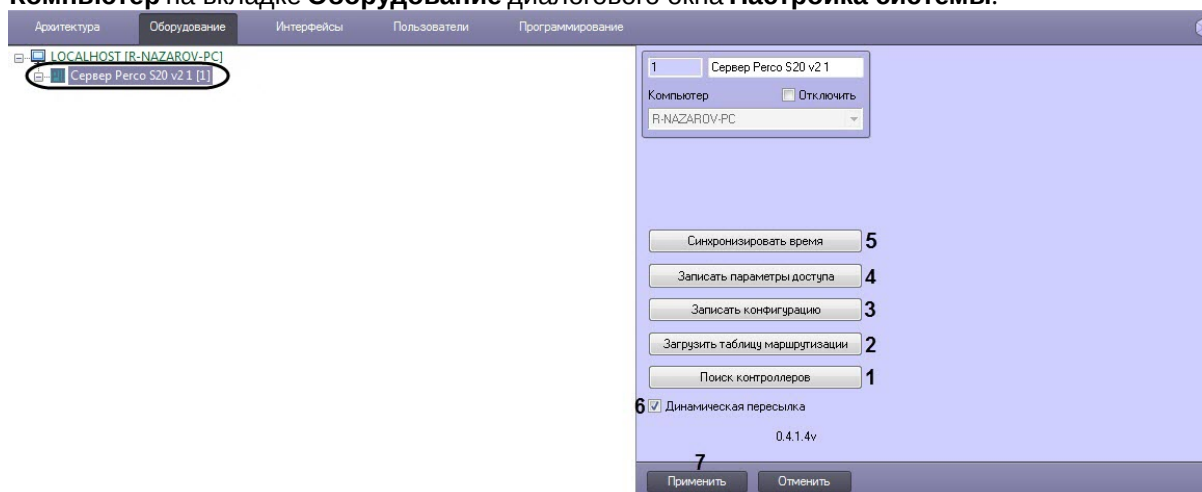 Компьютер на вкладке Оборудование диалогового окна Настройка системы.
Архитектура Оборудование Интерфейсы Пользователи Программирование
LOCALHOST [R-NAZAROV-PC]
Сервер Perco S20 v2 1 [1]
1 Сервер Perco S20 v2 1
Компьютер Отключить
R-NAZAROV-PC
Синхронизировать время 5
Записать параметры доступа 4
Записать конфигурацию 3
Загрузить таблицу маршрутизации 2
Поиск контроллеров 1
6 Динамическая пересылка
0.4.1.4v
7
Применить Отменить